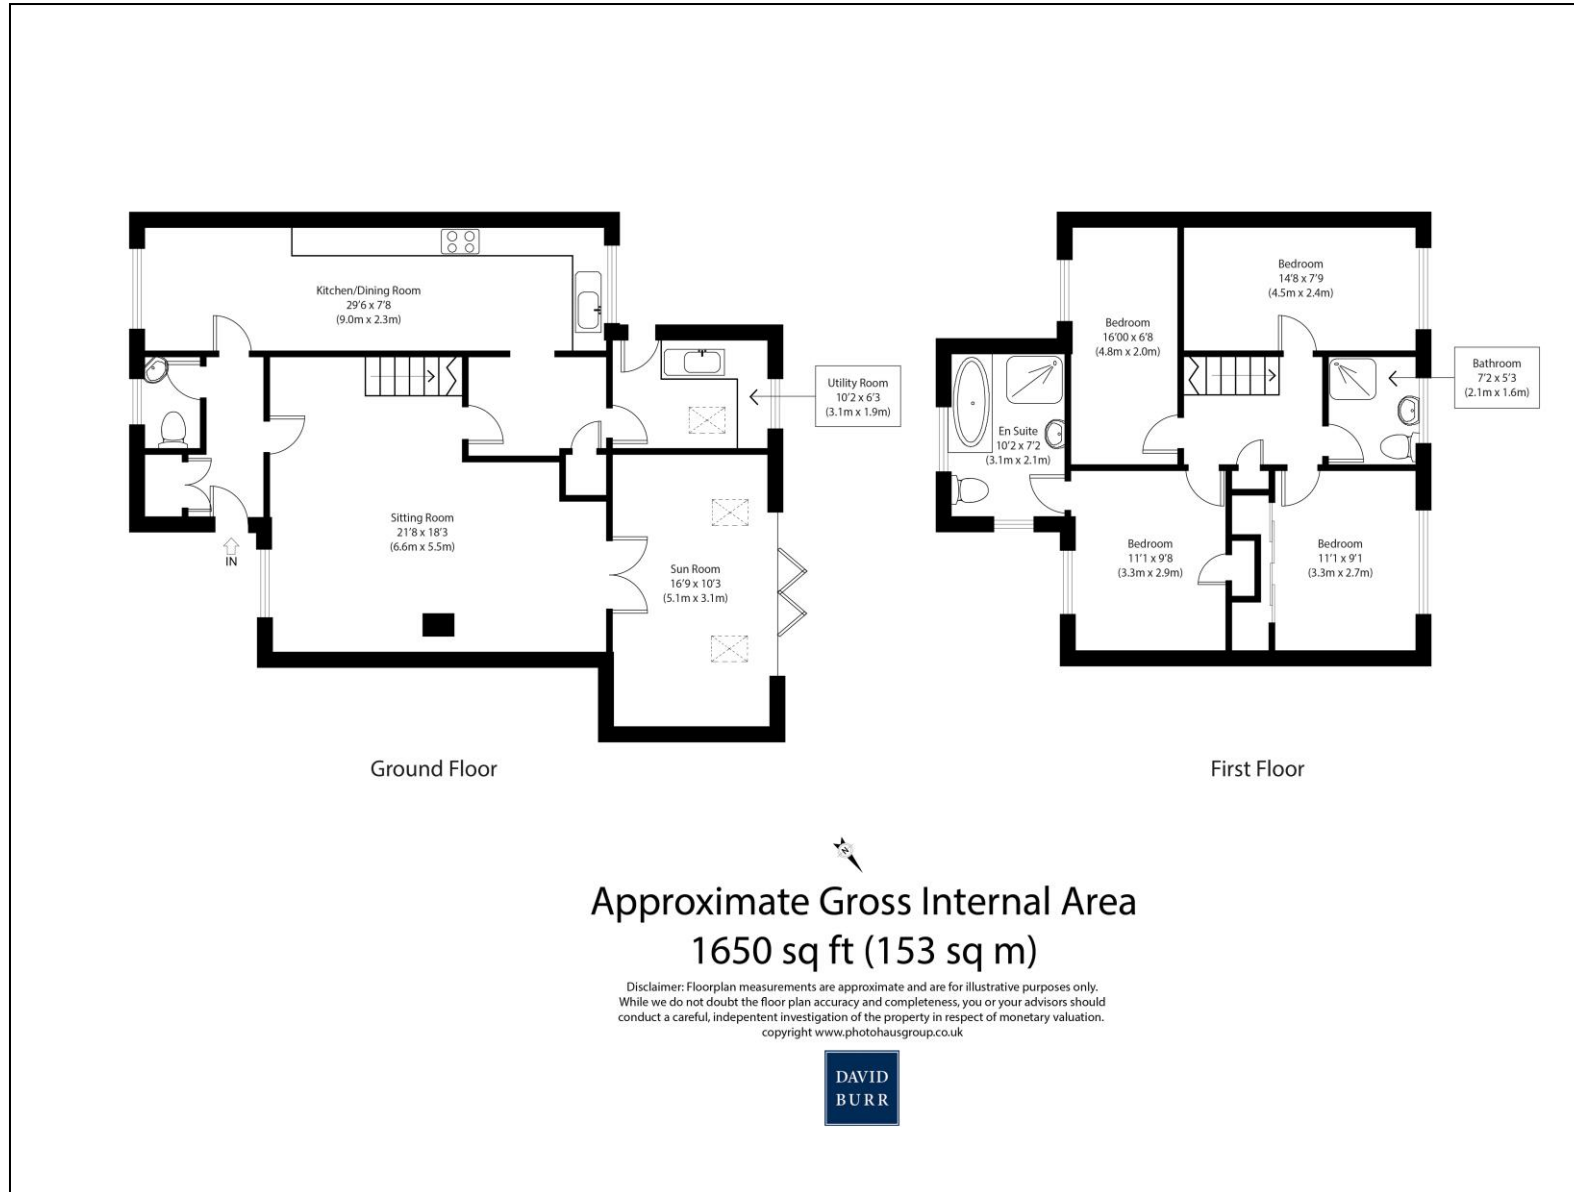 Kitchen/Dining Room
29'6 x 7'8
(9.0m x 2.3m)
Utility Room
10'2 x 6'3
(3.1m x 1.9m)
Sitting Room
21'8 x 18'3
(6.6m x 5.5m)
IN
Sun Room
16'9 x 10'3
(5.1m x 3.1m)
Ground Floor
Bedroom
14'8 x 7'9
(4.5m x 2.4m)
Bedroom
16'00 x 6'8
(4.8m x 2.0m)
Bathroom
7'2 x 5'3
(2.1m x 1.6m)
En Suite
10'2 x 7'2
(3.1m x 2.1m)
Bedroom
11'1 x 9'8
(3.3m x 2.9m)
Bedroom
11'1 x 9'1
(3.3m x 2.7m)
First Floor
N
Approximate Gross Internal Area
1650 sq ft (153 sq m)
Disclaimer: Floorplan measurements are approximate and are for illustrative purposes only.
While we do not doubt the floor plan accuracy and completeness, you or your advisors should
conduct a careful, indepentent investigation of the property in respect of monetary valuation.
copyright www.photohausgroup.co.uk
DAVID
BURR